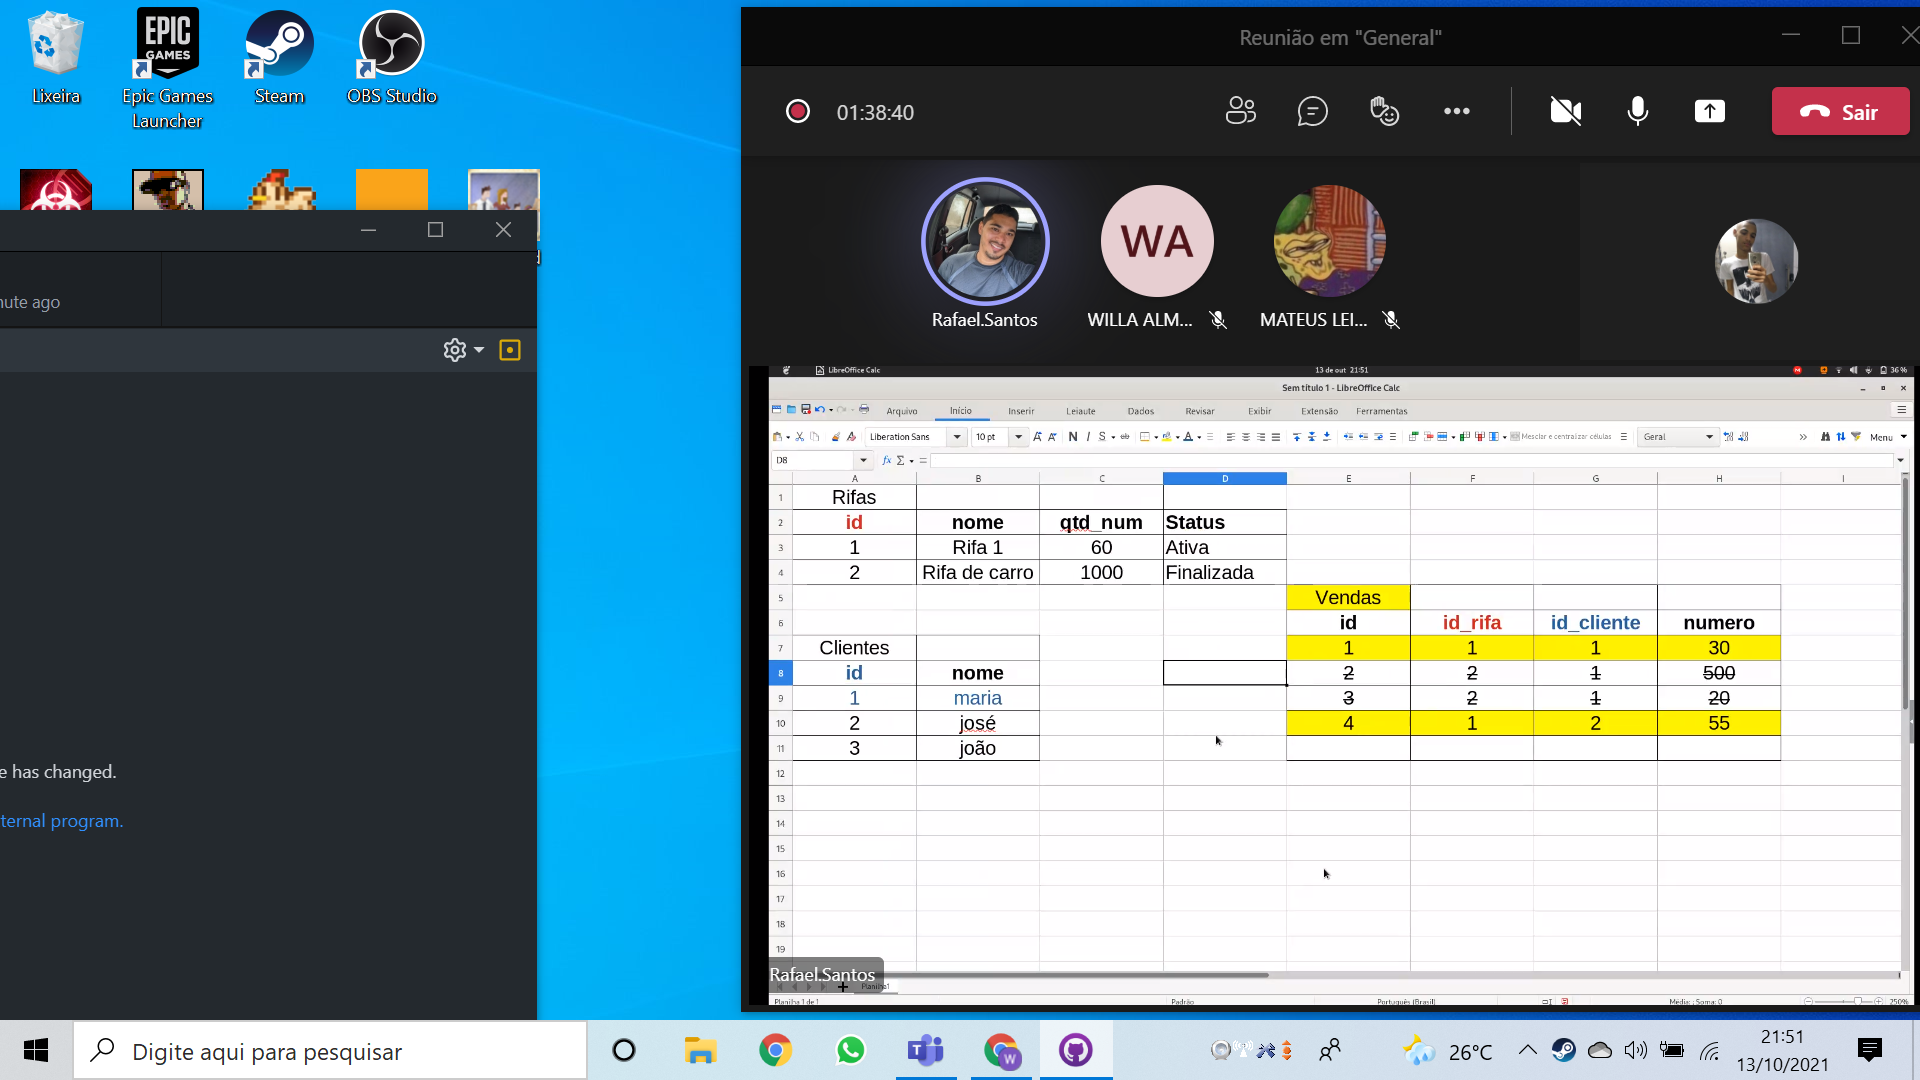 Lixeira
EPIC
GAMES
Epic Games
Launcher
Steam
OBS Studio
Reunião em "General"
01:38:40
Sair
Rafael.Santos
WA
WILLA ALM...
MATEUS LEI...
nute ago
e has changed.
ternal program.
LibreOffice Calc
13 de out 21:51
36 %
Sem título 1 - LibreOffice Calc
Arquivo Início Inserir Leiaute Dados Revisar Exibir Extensão Ferramentas
Liberation Sans 10 pt N I S ab A Mesclar e centralizar células Geral Menu
D8 fx Σ =
A B C D E F G H I
1 Rifas
2 id nome qtd_num Status
3 1 Rifa 1 60 Ativa
4 2 Rifa de carro 1000 Finalizada
5 Vendas
6 id id_rifa id_cliente numero
7 Clientes 1 1 1 30
8 id nome 2 2 1 500
9 1 maria 3 2 1 20
10 2 josé 4 1 2 55
11 3 joão
12
13
14
15
16
17
18
19
Rafael.Santos
Planilha1
Planilha 1 de 1 Padrão Português (Brasil) Média: ; Soma: 0 250%
Digite aqui para pesquisar
T
W
26°C
21:51
13/10/2021